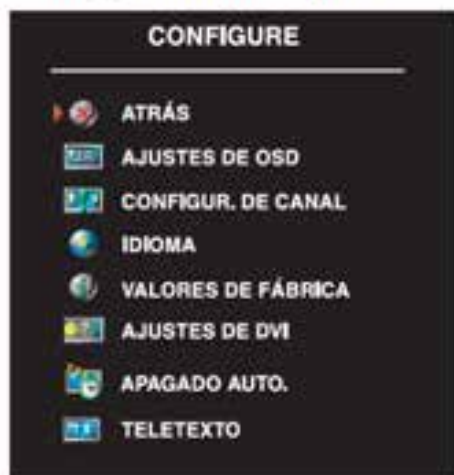 CONFIGURE
ATRÁS
AJUSTES DE OSD
CONFIGUR. DE CANAL
IDIOMA
VALORES DE FÁBRICA
AJUSTES DE DVI
APAGADO AUTO.
TELETEXTO